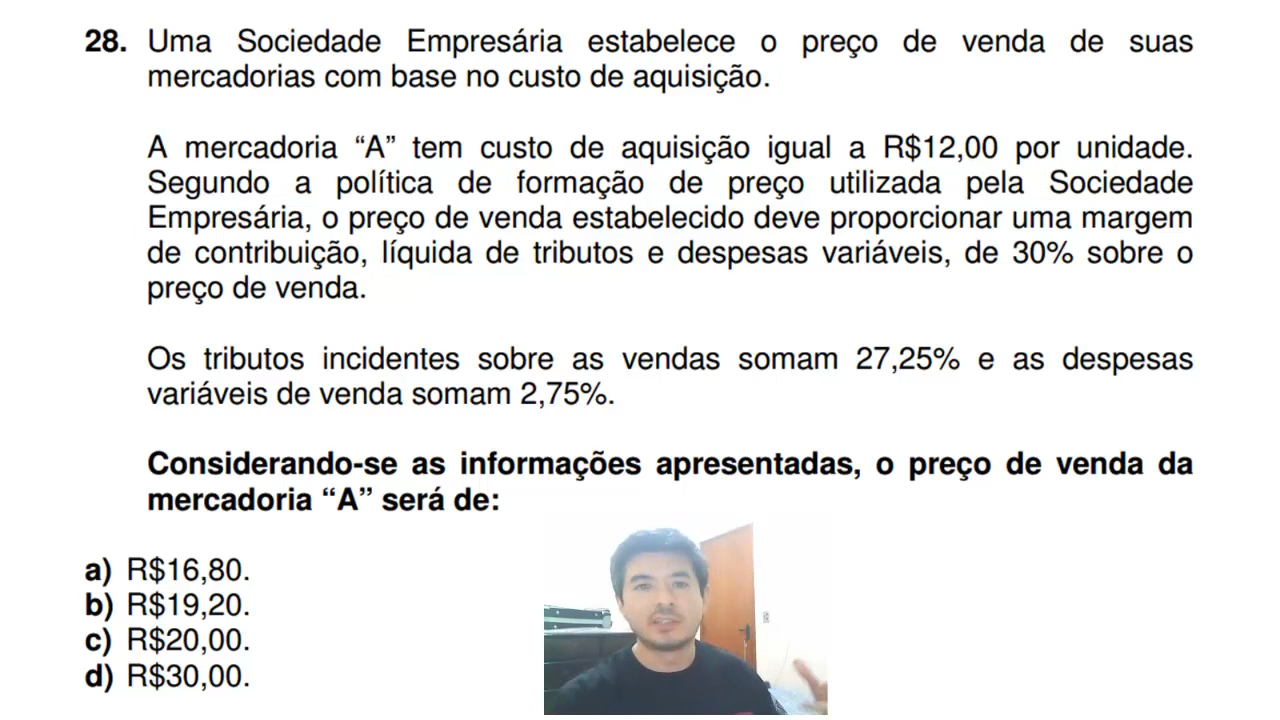 28. Uma Sociedade Empresária estabelece o preço de venda de suas
mercadorias com base no custo de aquisição.
A mercadoria “A” tem custo de aquisição igual a R$12,00 por unidade.
Segundo a política de formação de preço utilizada pela Sociedade
Empresária, o preço de venda estabelecido deve proporcionar uma margem
de contribuição, líquida de tributos e despesas variáveis, de 30% sobre o
preço de venda.
Os tributos incidentes sobre as vendas somam 27,25% e as despesas
variáveis de venda somam 2,75%.
Considerando-se as informações apresentadas, o preço de venda da
mercadoria “A” será de:
a) R$16,80.
b) R$19,20.
c) R$20,00.
d) R$30,00.